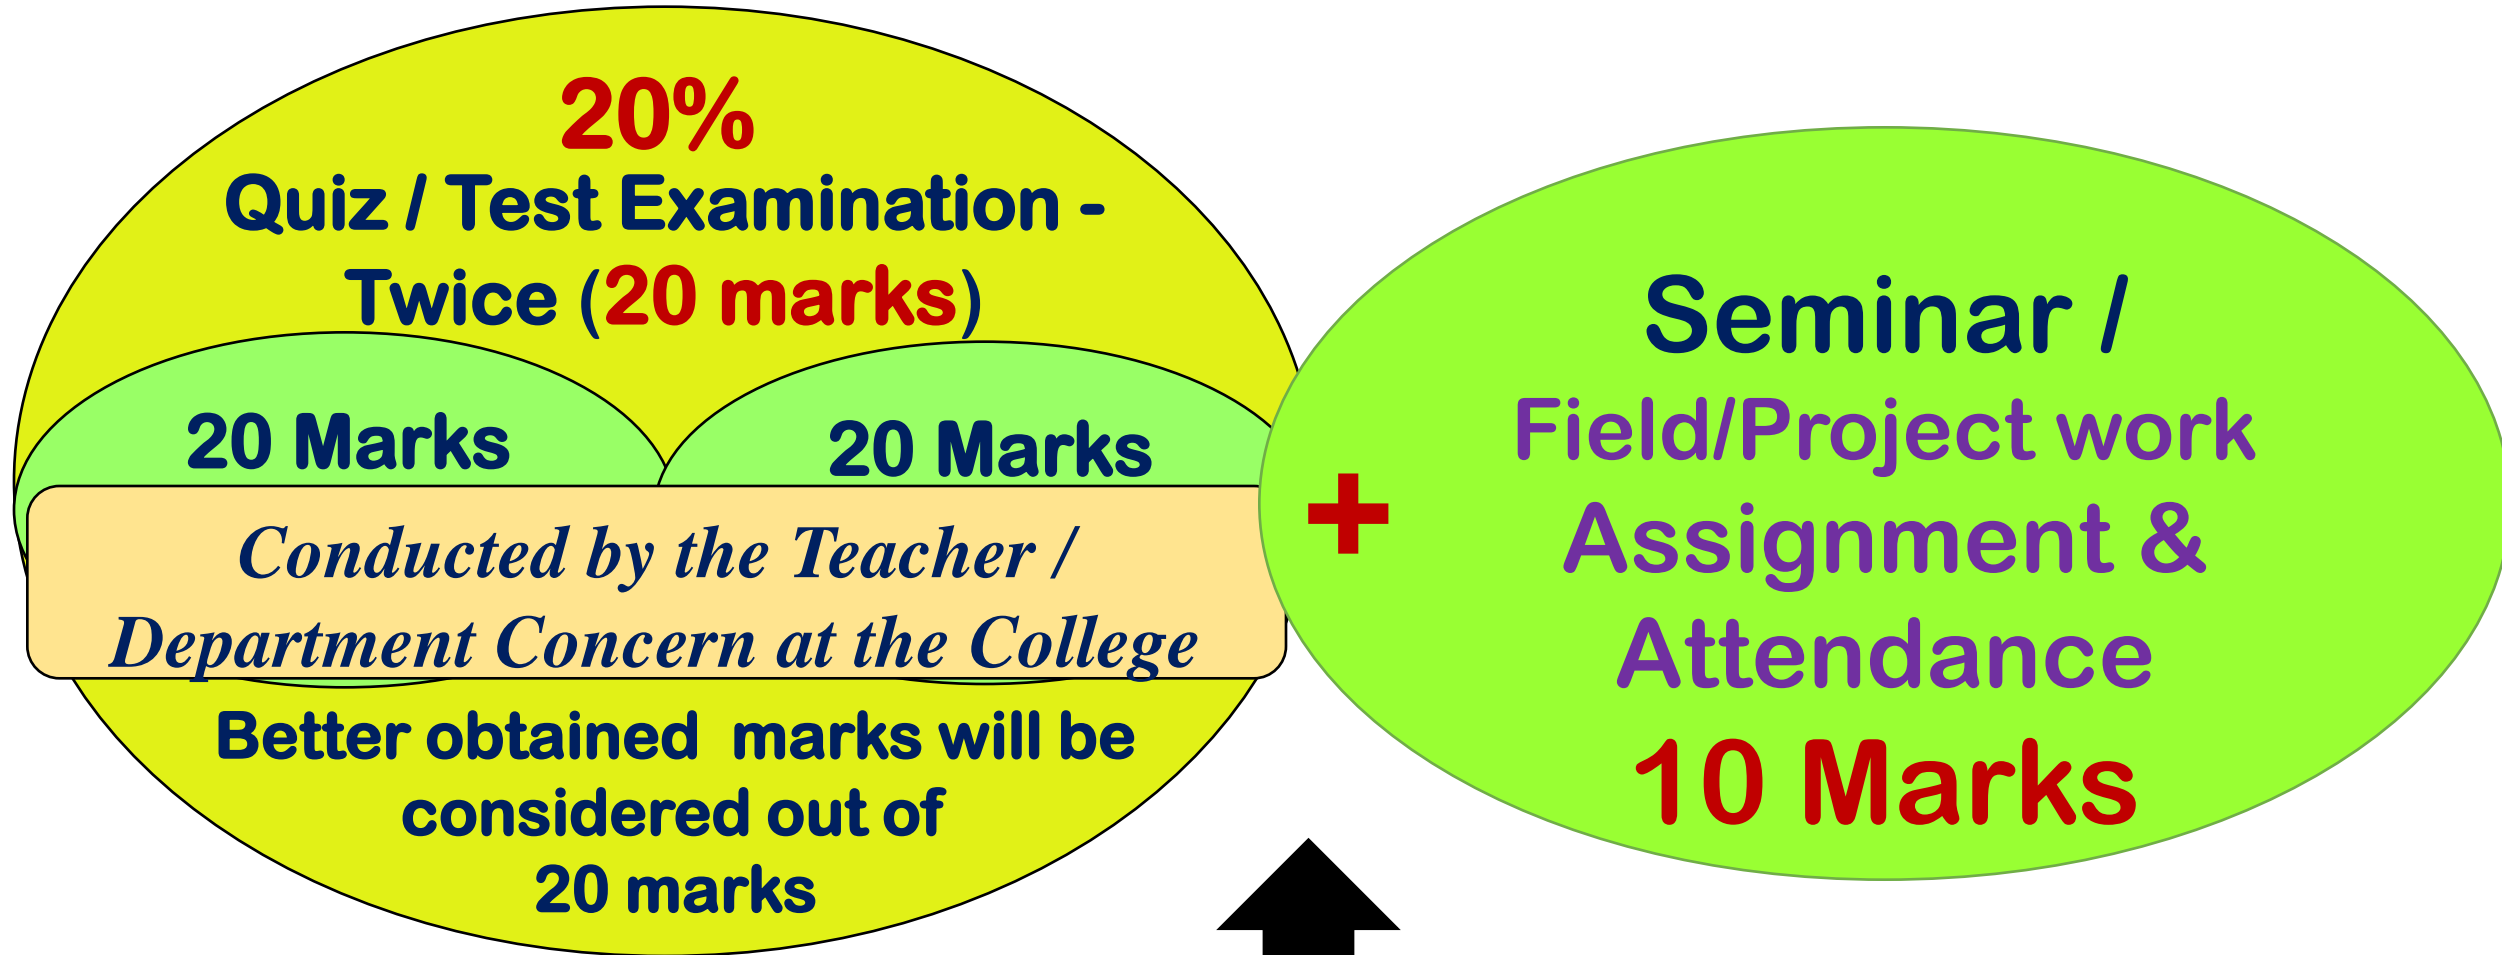 20%
Quiz / Test Examination -
Twice (20 marks)
20 Marks
20 Marks
Conducted by the Teacher /
Department Concern at the College
Better obtained marks will be
considered out of
20 marks
+
Seminar /
Field/Project work
Assignment &
Attendance
10 Marks